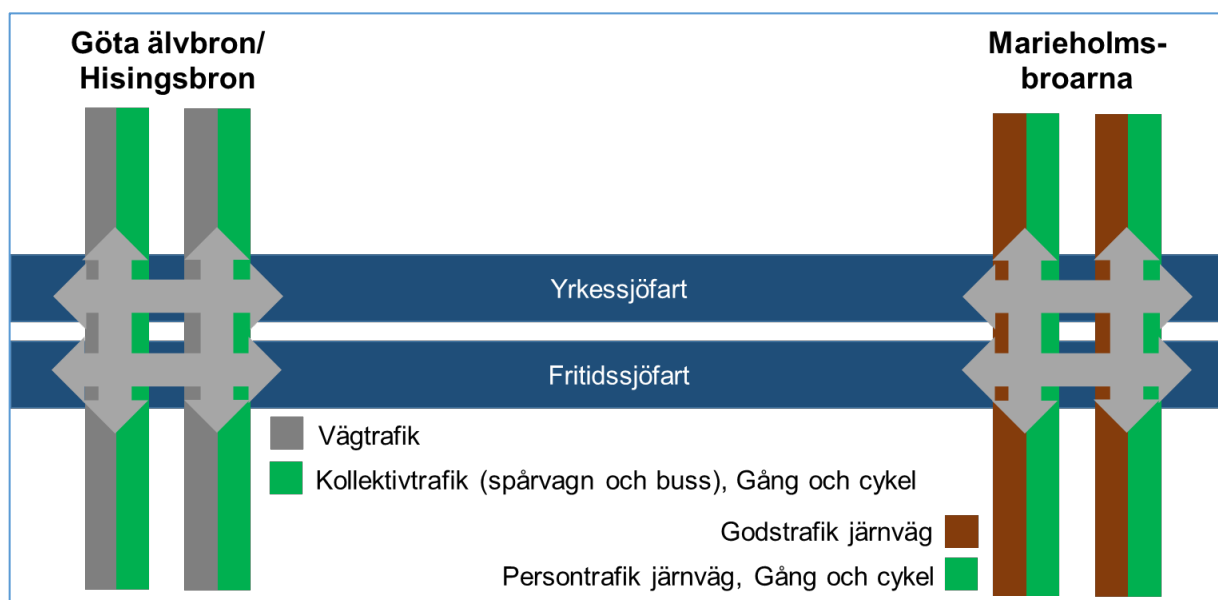 Göta älvbron/
Hisingsbron
Marieholms-
broarna
Yrkessjöfart
Fritidssjöfart
Vägtrafik
Kollektivtrafik (spårvagn och buss), Gång och cykel
Godstrafik järnväg
Persontrafik järnväg, Gång och cykel